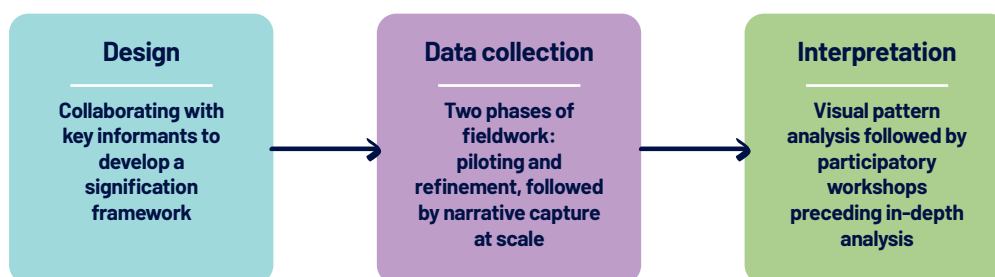 Design
Collaborating with
key informants to
develop a
signification
framework
Data collection
Two phases of
fieldwork:
piloting and
refinement, followed
by narrative capture
at scale
Interpretation
Visual pattern
analysis followed by
participatory
workshops
preceding in-depth
analysis